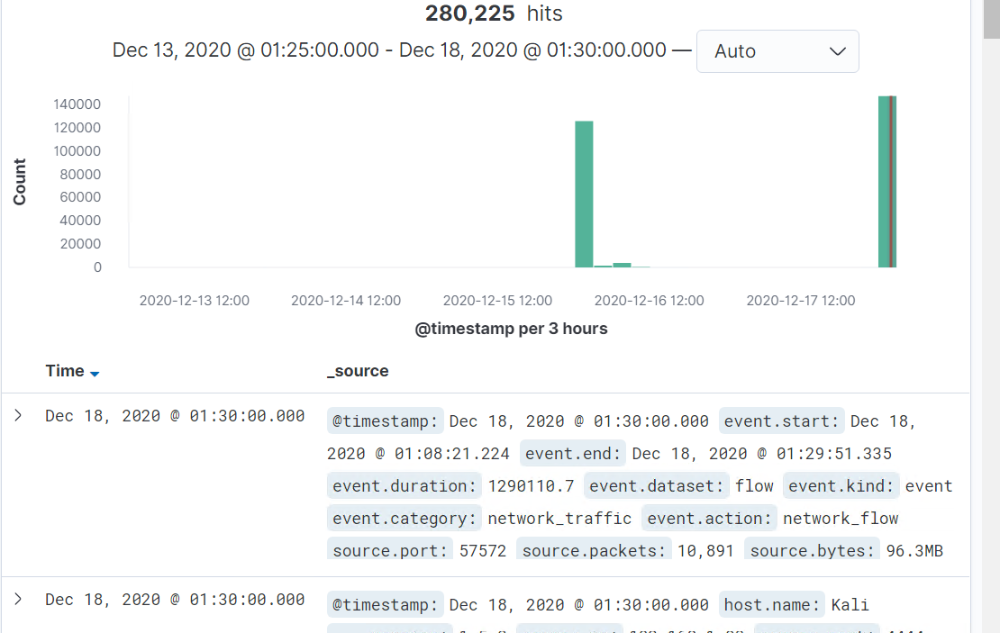 280,225 hits
Dec 13, 2020 @ 01:25:00.000 - Dec 18, 2020 @ 01:30:00.000 — Auto
140000
120000
100000
80000
60000
40000
20000
0
Count
2020-12-13 12:00 2020-12-14 12:00 2020-12-15 12:00 2020-12-16 12:00 2020-12-17 12:00
@timestamp per 3 hours
Time _source
Dec 18, 2020 @ 01:30:00.000 @timestamp: Dec 18, 2020 @ 01:30:00.000 event.start: Dec 18,
2020 @ 01:08:21.224 event.end: Dec 18, 2020 @ 01:29:51.335
event.duration: 1290110.7 event.dataset: flow event.kind: event
event.category: network_traffic event.action: network_flow
source.port: 57572 source.packets: 10,891 source.bytes: 96.3MB
Dec 18, 2020 @ 01:30:00.000 @timestamp: Dec 18, 2020 @ 01:30:00.000 host.name: Kali